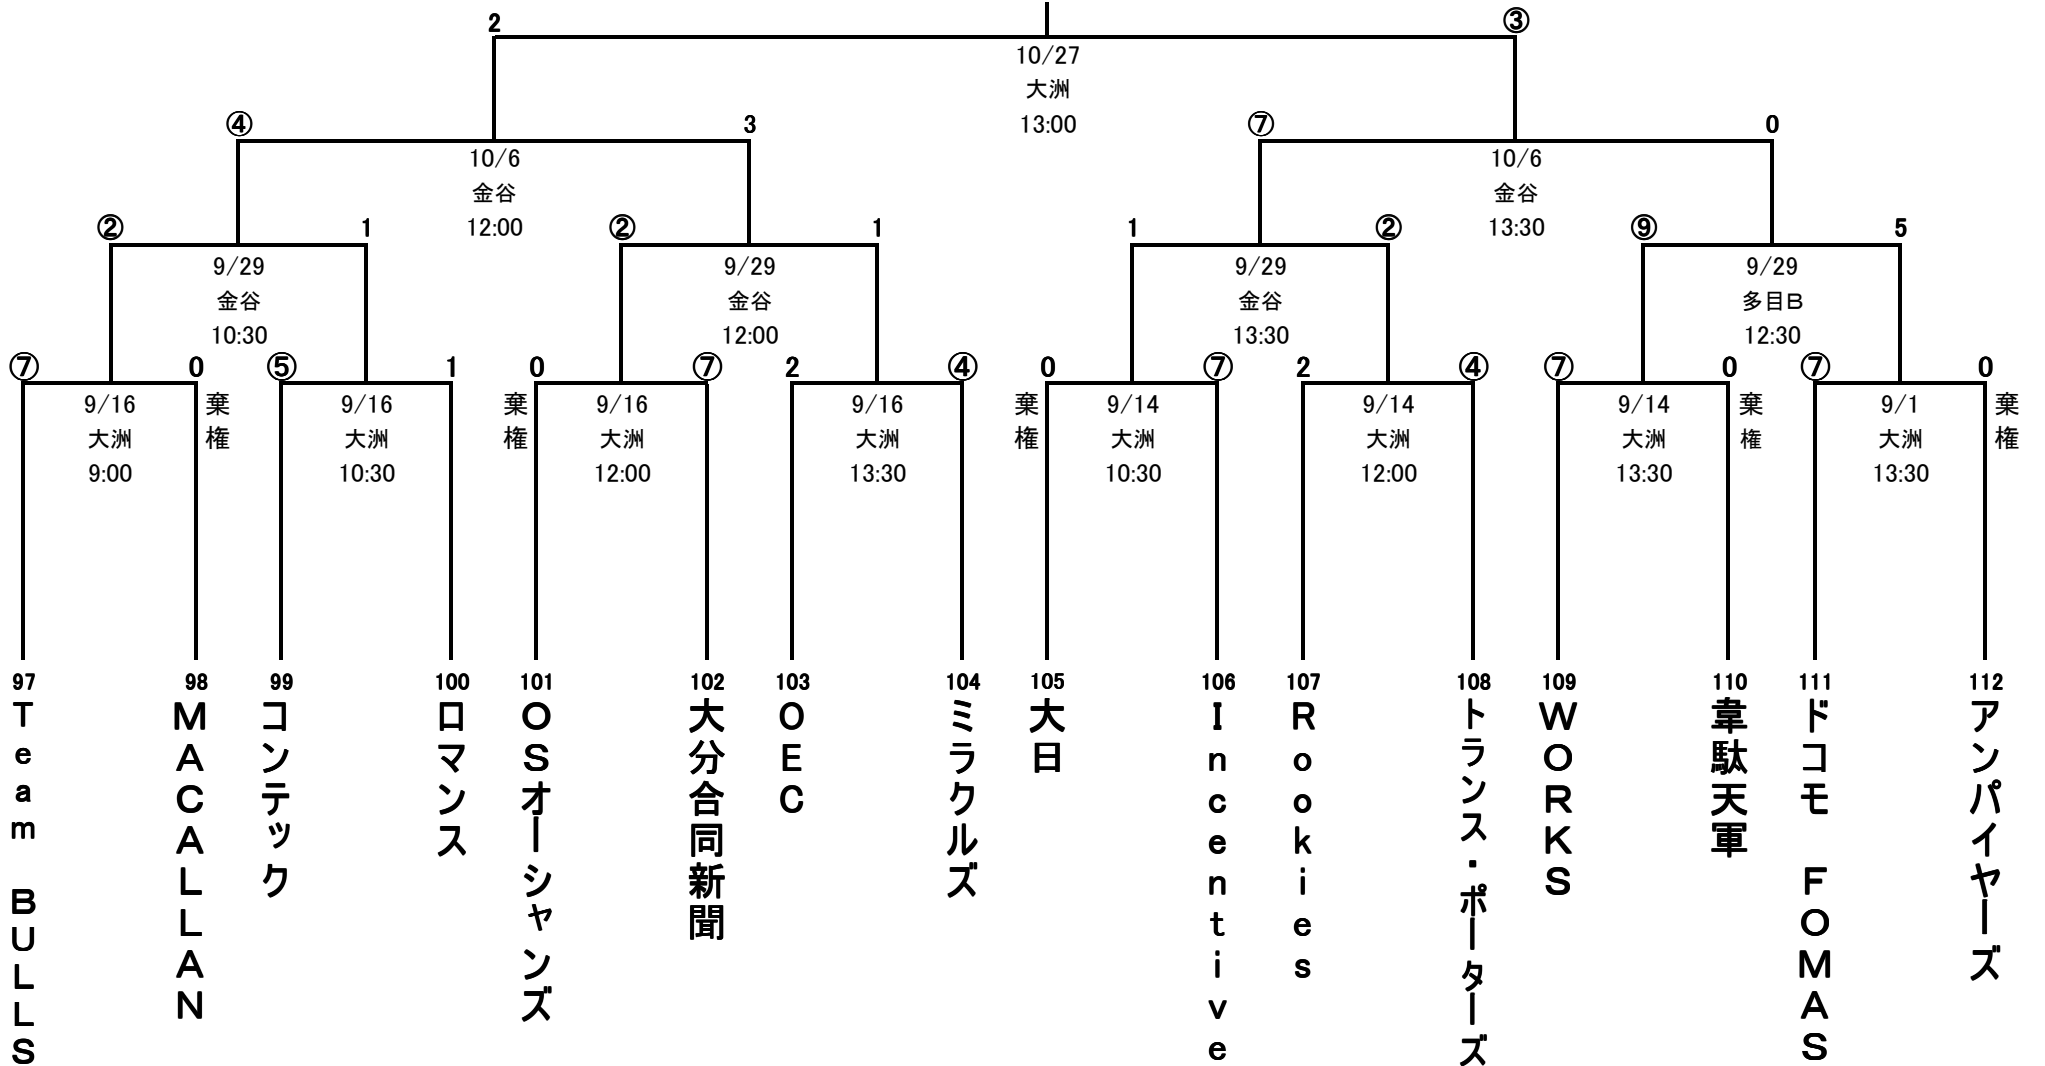 2 ③
10/27
大洲
13:00
④ 3 ⑦ 0
10/6 10/6
金谷 金谷
12:00 13:30
② 1 ② 1 1 ② ⑨ 5
9/29 9/29 9/29 9/29
金谷 金谷 金谷 多目B
10:30 12:00 13:30 12:30
⑦ 0 ⑤ 1 0 ⑦ 2 ④ 0 ⑦ 2 ④ ⑦ 0 ⑦ 0
9/16 棄権 9/16 棄権 9/16 9/16 棄権 9/14 9/14 9/14 棄権 9/1 棄権
大洲 大洲 大洲 大洲 大洲 大洲 大洲 大洲
9:00 10:30 12:00 13:30 10:30 12:00 13:30 13:30
97 98 99 100 101 102 103 104 105 106 107 108 109 110 111 112
Team BULLS
MACALLAN
コンテック
ロマンス
OSオーシャンズ
大分合同新聞
OEC
ミラクルズ
大日
Incentive
Rookies
トランス・ポーターズ
WORKS
韋駄天軍
ドコモ FOMAS
アンパイヤーズ